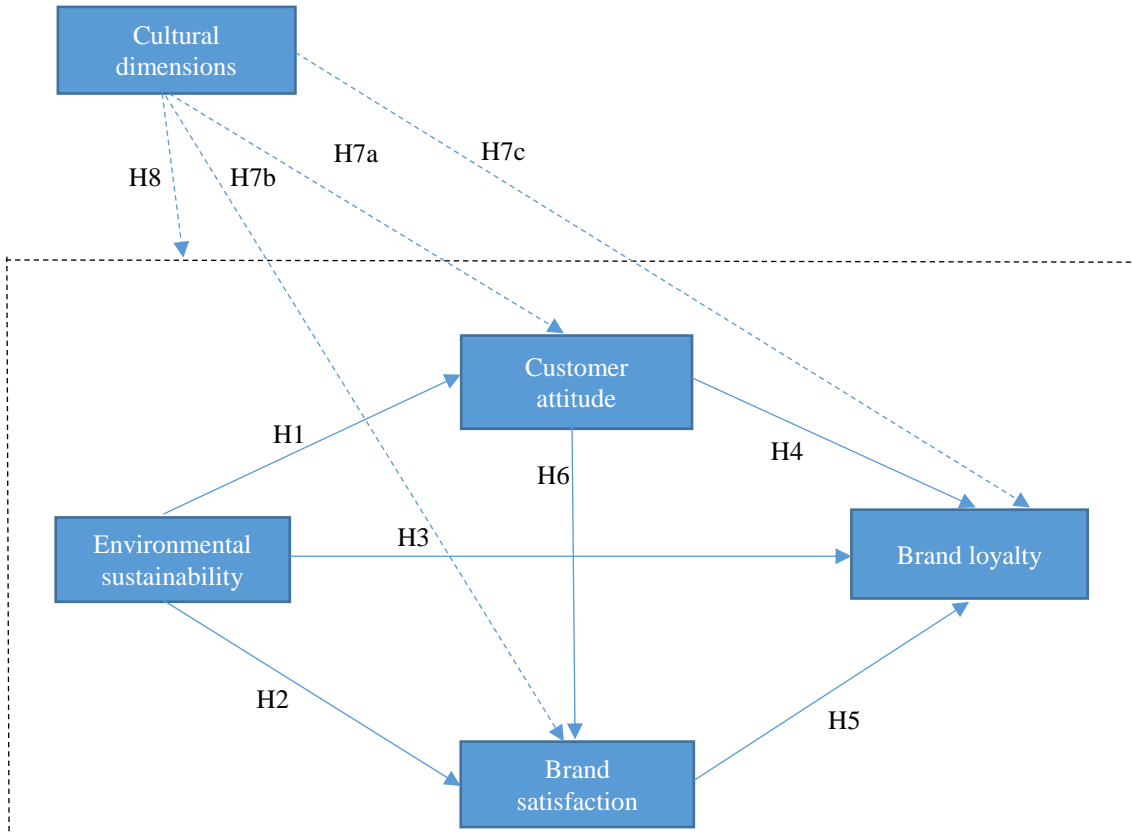 Cultural
dimensions
H7a
H7c
H8
H7b
Customer
attitude
H1
H4
H6
Environmental
sustainability
H3
Brand loyalty
H2
H5
Brand
satisfaction